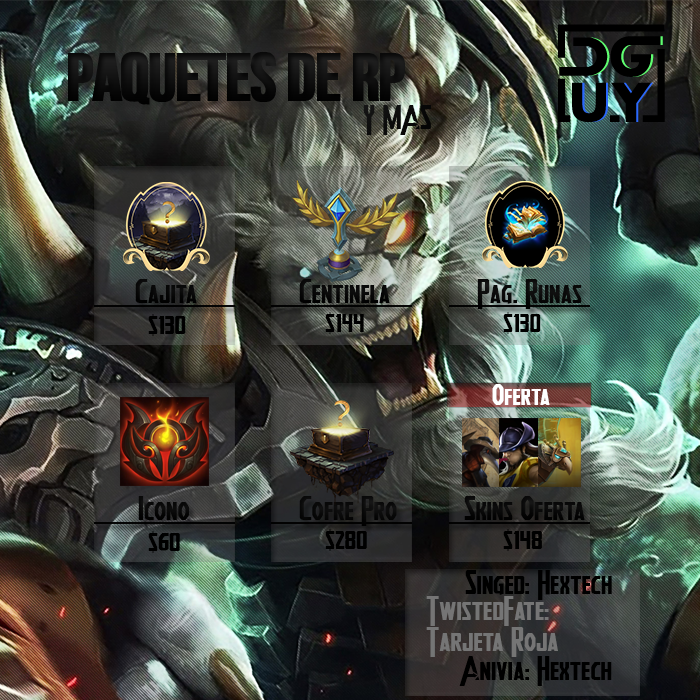 PAQUETES DE RP
Y MAS
DG
U.Y
Cajita
$130
Centinela
$144
Pág. Runas
$130
Icono
$60
Cofre Pro
$280
Oferta
Skins Oferta
$148
Singed: Hextech
TwistedFate:
Tarjeta Roja
Anivia: Hextech